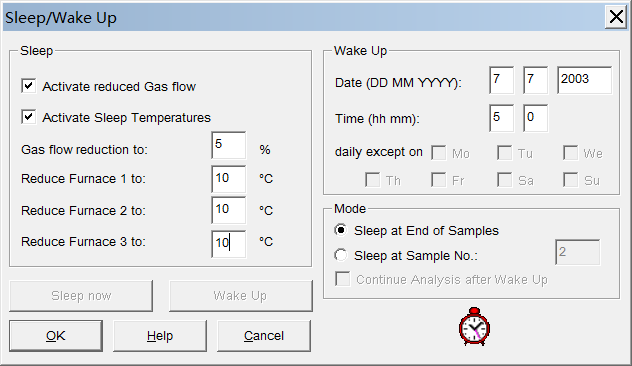 Sleep/Wake Up
Sleep
Activate reduced Gas flow
Activate Sleep Temperatures
Gas flow reduction to: 5 %
Reduce Furnace 1 to: 10 °C
Reduce Furnace 2 to: 10 °C
Reduce Furnace 3 to: 10 °C
Sleep now Wake Up
OK Help Cancel
Wake Up
Date (DD MM YYYY): 7 7 2003
Time (hh mm): 5 0
daily except on Mo Tu We
Th Fr Sa Su
Mode
Sleep at End of Samples
Sleep at Sample No.: 2
Continue Analysis after Wake Up